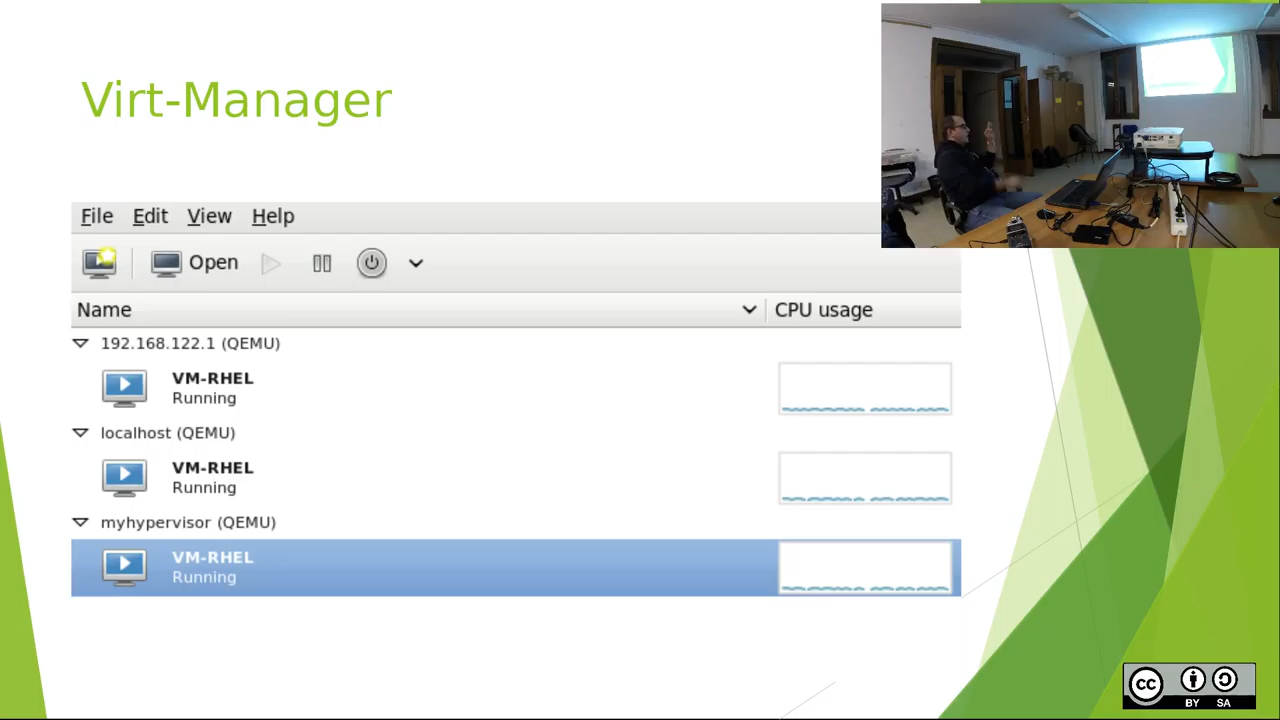 Virt-Manager
File Edit View Help
Open
Name CPU usage
192.168.122.1 (QEMU)
VM-RHEL
Running
localhost (QEMU)
VM-RHEL
Running
myhypervisor (QEMU)
VM-RHEL
Running
cc
BY SA